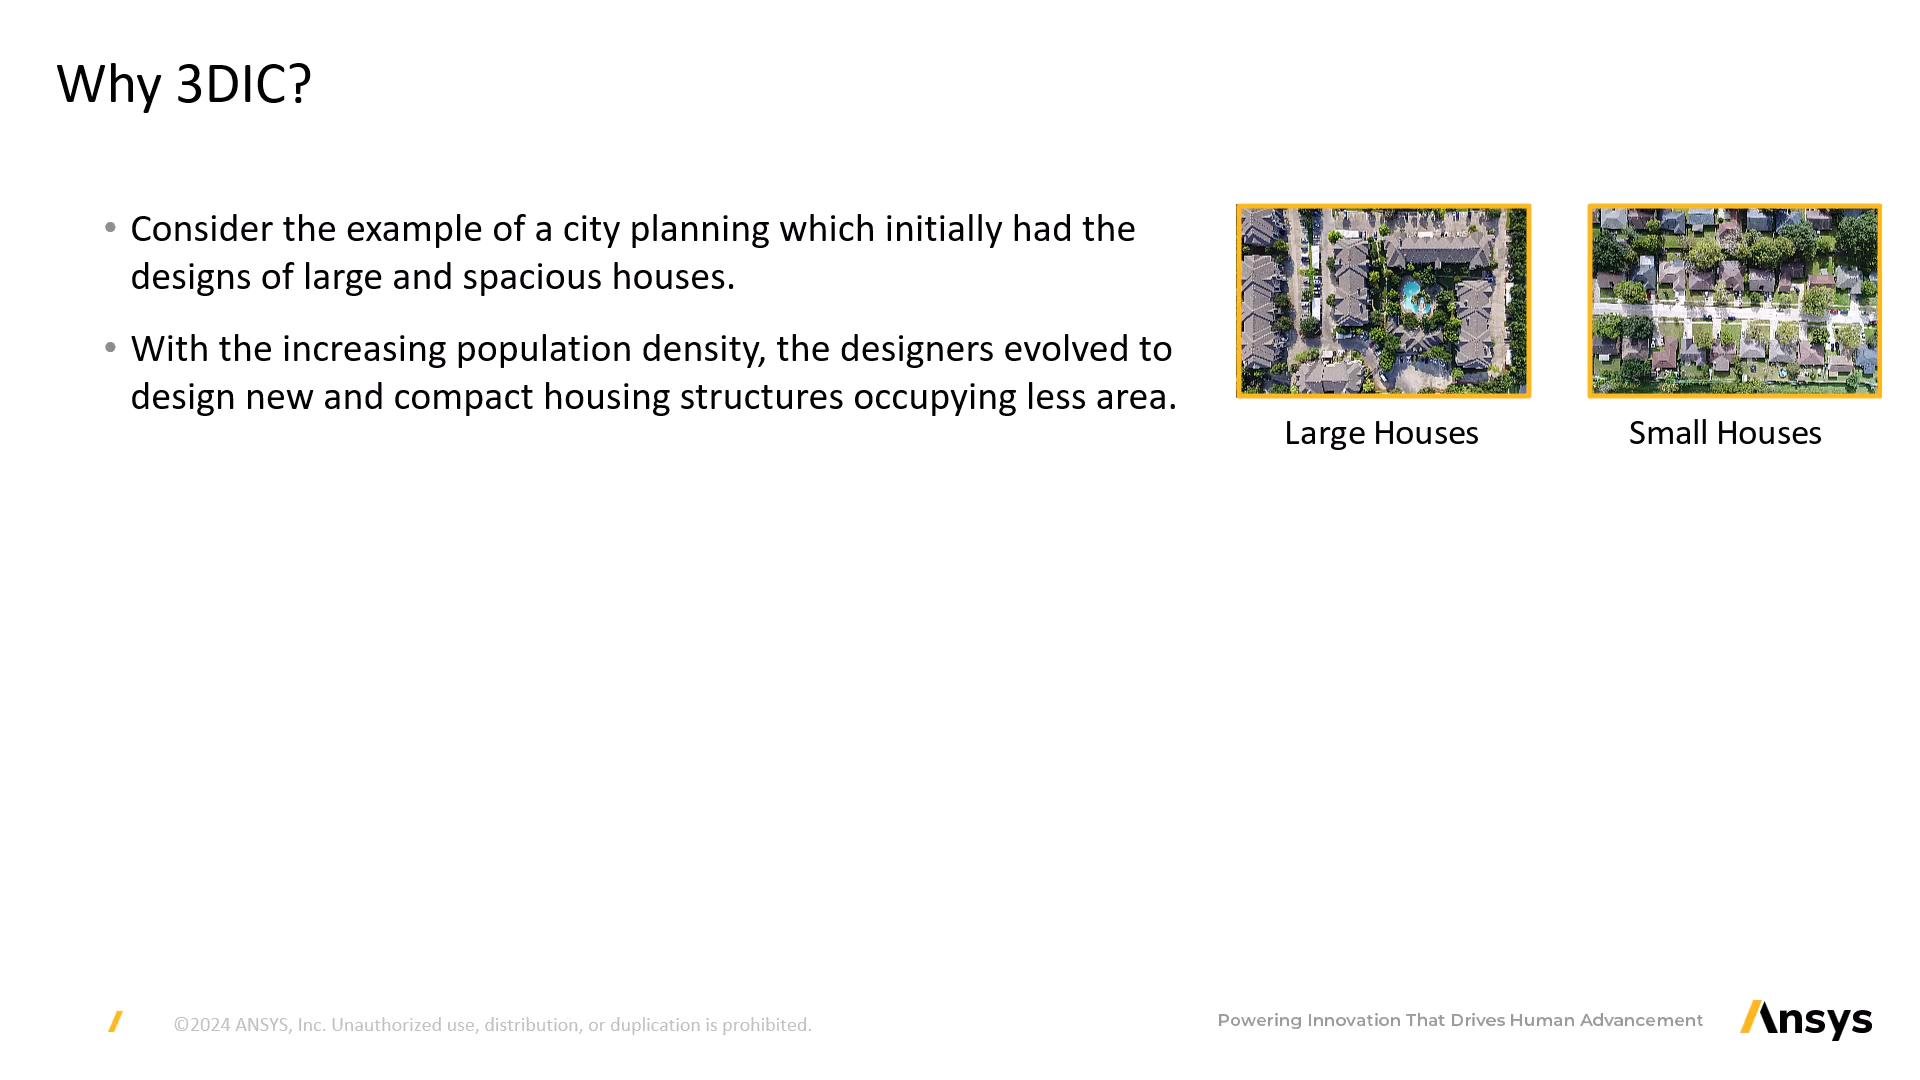 Why 3DIC?
• Consider the example of a city planning which initially had the
designs of large and spacious houses.
• With the increasing population density, the designers evolved to
design new and compact housing structures occupying less area.
Large Houses
Small Houses
©2024 ANSYS, Inc. Unauthorized use, distribution, or duplication is prohibited.
Powering Innovation That Drives Human Advancement
Ansys